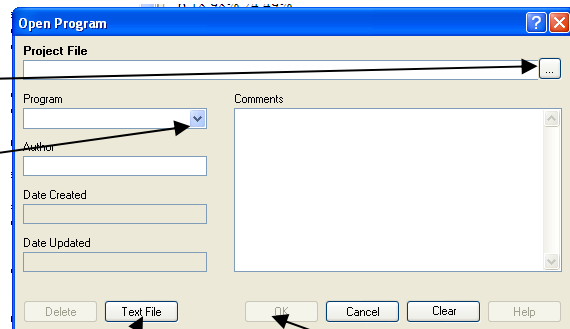 Open Program
Project File
...
Program
Comments
Author
Date Created
Date Updated
Delete
Text File
OK
Cancel
Clear
Help